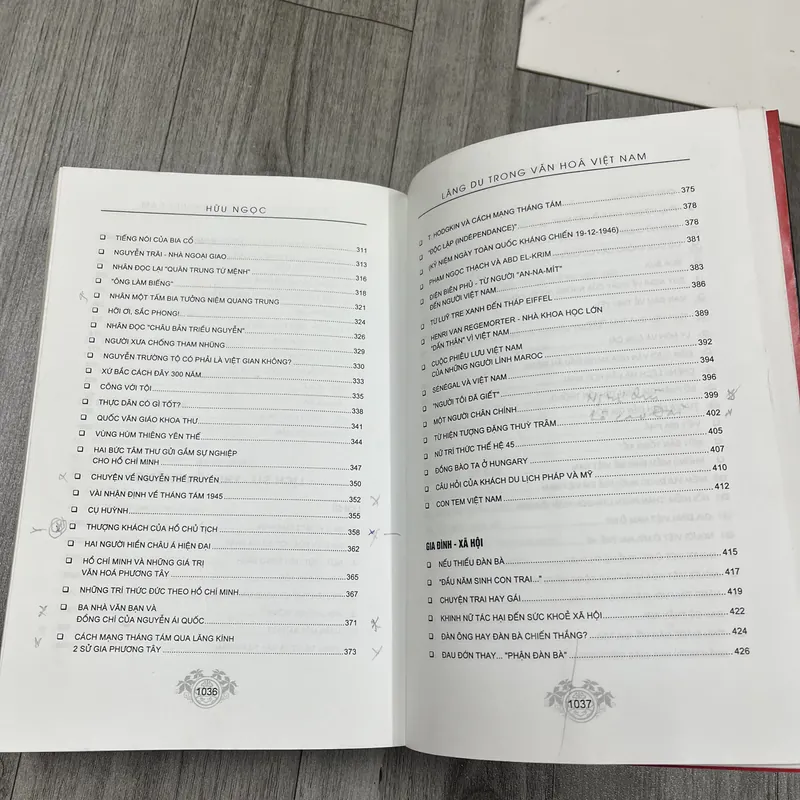 HỮU NGỌC
TIẾNG NÓI CỦA BIA CỔ 311
NGUYỄN TRÃI - NHÀ NGOẠI GIAO 313
NHÂN ĐỌC LẠI "QUÂN TRUNG TỪ MỆNH" 316
"ÔNG LÀM BIẾNG" 318
NHÂN MỘT TẤM BIA TƯỞNG NIỆM QUANG TRUNG 321
HỠI ƠI, SẮC PHONG! 324
NHÂN ĐỌC "CHÂU BẢN TRIỀU NGUYỄN" 326
NGƯỜI XƯA CHỐNG THAM NHŨNG 329
NGUYỄN TRƯỜNG TỘ CÓ PHẢI LÀ VIỆT GIAN KHÔNG? 330
XỨ BẮC CÁCH ĐÂY 300 NĂM 333
CÔNG VỚI TỘI 335
THỰC DÂN CÓ GÌ TỐT? 338
QUỐC VĂN GIÁO KHOA THƯ 341
VÙNG HÙM THIÊNG YÊN THẾ 344
HAI BỨC TÂM THƯ GỬI GẮM SỰ NGHIỆP
CHO HỒ CHÍ MINH 347
CHUYỆN VỀ NGUYỄN THẾ TRUYỀN 350
VÀI NHẬN ĐỊNH VỀ THÁNG TÁM 1945 352
CỤ HUỲNH 355
THƯỢNG KHÁCH CỦA HỒ CHỦ TỊCH 358
HAI NGƯỜI HIỀN CHÂU Á HIỆN ĐẠI 362
HỒ CHÍ MINH VÀ NHỮNG GIÁ TRỊ
VĂN HOÁ PHƯƠNG TÂY 365
NHỮNG TRÍ THỨC ĐỨC THEO HỒ CHÍ MINH 367
BA NHÀ VĂN BẠN VÀ
ĐỒNG CHÍ CỦA NGUYỄN ÁI QUỐC 371
CÁCH MẠNG THÁNG TÁM QUA LĂNG KÍNH
2 SỬ GIA PHƯƠNG TÂY 373
1036
LÃNG DU TRONG VĂN HOÁ VIỆT NAM
T. HODGKIN VÀ CÁCH MẠNG THÁNG TÁM 375
"ĐỘC LẬP (INDÉPENDANCE)" 378
(KỶ NIỆM NGÀY TOÀN QUỐC KHÁNG CHIẾN 19-12-1946) 378
PHẠM NGỌC THẠCH VÀ ABD EL-KRIM 381
ĐIỆN BIÊN PHỦ - TỪ NGƯỜI "AN-NA-MÍT"
ĐẾN NGƯỜI VIỆT NAM 383
TỪ LUỸ TRE XANH ĐẾN THÁP EIFFEL 386
HENRI VAN REGEMORTER - NHÀ KHOA HỌC LỚN
"DẤN THÂN" VÌ VIỆT NAM 389
CUỘC PHIÊU LƯU VIỆT NAM
CỦA NHỮNG NGƯỜI LÍNH MAROC 392
SÉNÉGAL VÀ VIỆT NAM 394
"NGƯỜI TÔI ĐÃ GIẾT" 396
MỘT NGƯỜI CHÂN CHÍNH 399
TỪ HIỆN TƯỢNG ĐẶNG THUỲ TRÂM 402
NỮ TRÍ THỨC THẾ HỆ 45 405
ĐỒNG BÀO TA Ở HUNGARY 407
CÂU HỎI CỦA KHÁCH DU LỊCH PHÁP VÀ MỸ 410
CON TEM VIỆT NAM 412
GIA ĐÌNH - XÃ HỘI
NẾU THIẾU ĐÀN BÀ 415
"ĐẦU NĂM SINH CON TRAI..." 417
CHUYỆN TRAI HAY GÁI 419
KHINH NỮ TÁC HẠI ĐẾN SỨC KHOẺ XÃ HỘI 422
ĐÀN ÔNG HAY ĐÀN BÀ CHIẾN THẮNG? 424
ĐAU ĐỚN THAY... "PHẬN ĐÀN BÀ" 426
1037